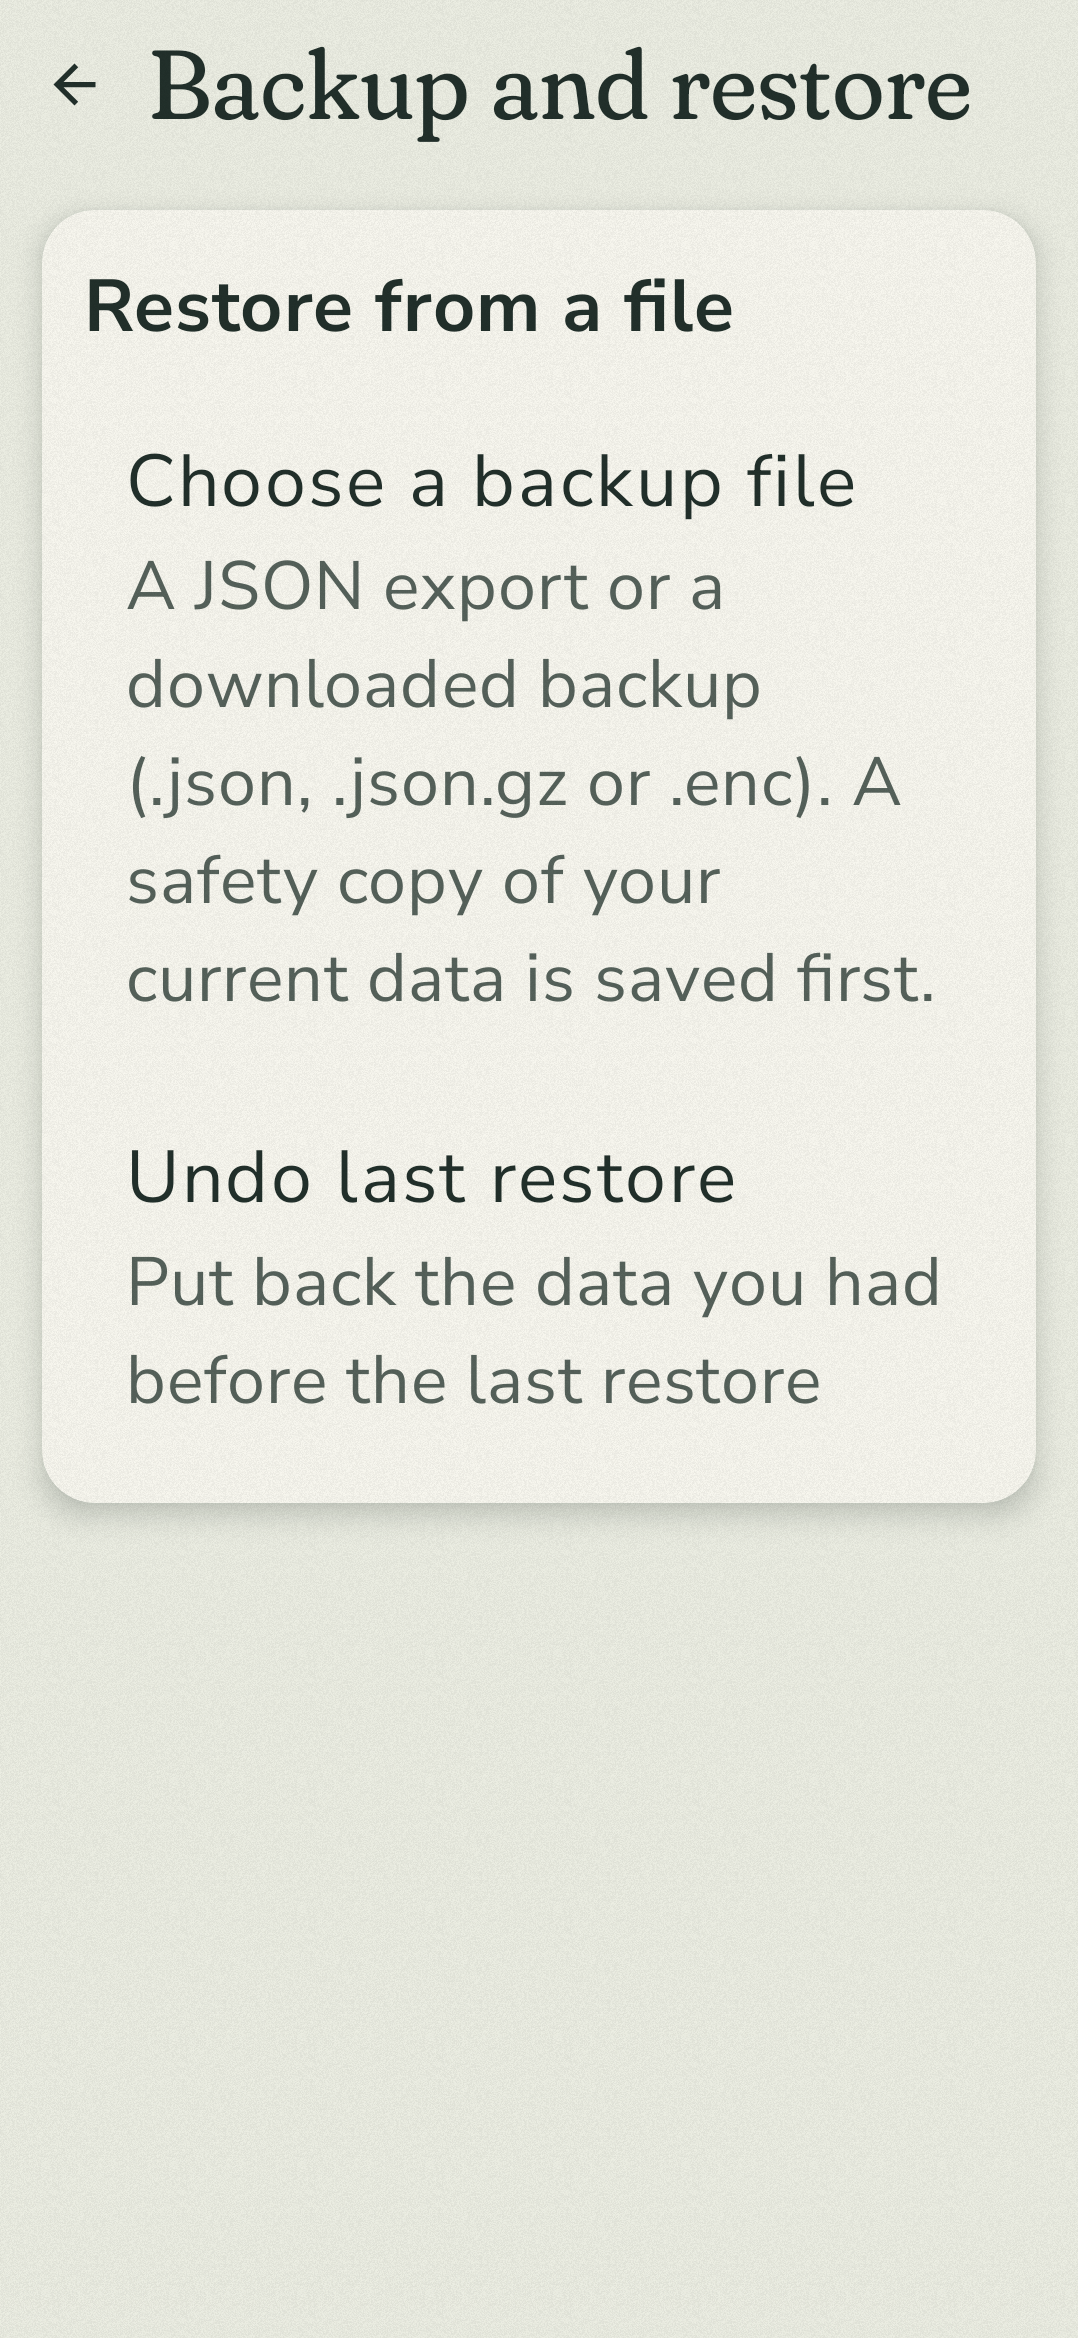 Backup and restore
Restore from a file
Choose a backup file
A JSON export or a
downloaded backup
(.json, .json.gz or .enc). A
safety copy of your
current data is saved first.
Undo last restore
Put back the data you had
before the last restore